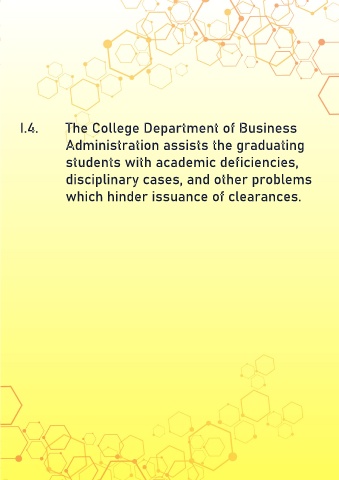 I.4. The College Department of Business
Administration assists the graduating
students with academic deficiencies,
disciplinary cases, and other problems
which hinder issuance of clearances.